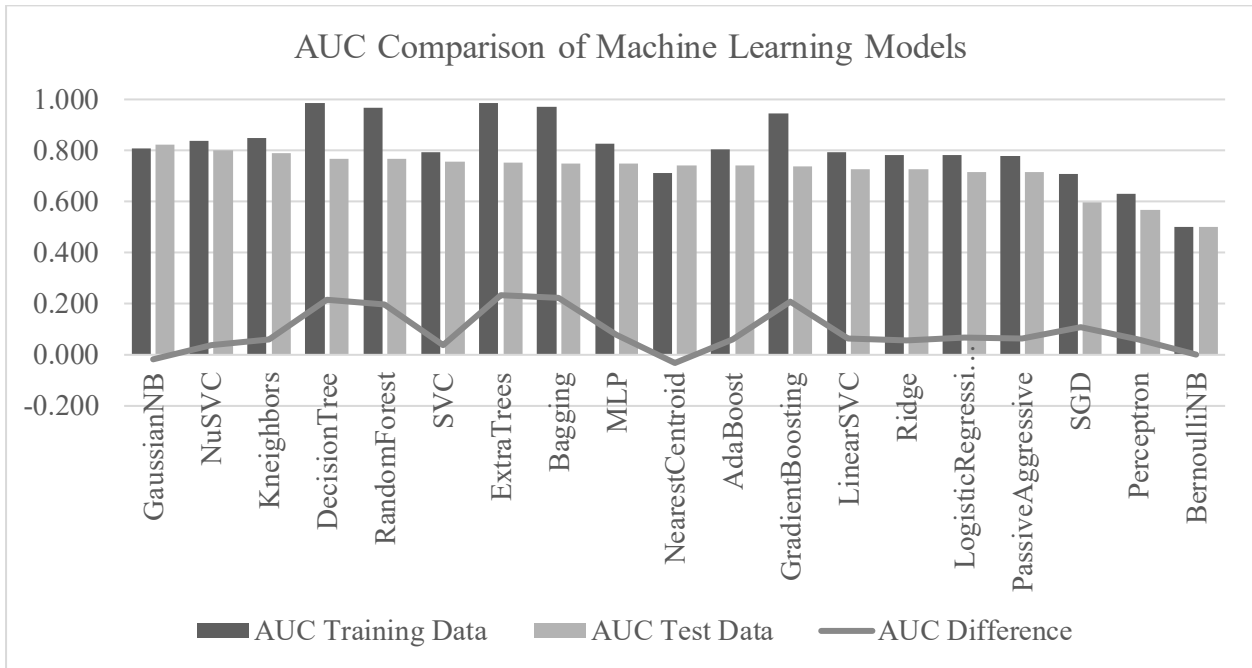 AUC Comparison of Machine Learning Models
1.000
0.800
0.600
0.400
0.200
0.000
-0.200
GaussianNB
NuSVC
Kneighbors
DecisionTree
RandomForest
SVC
ExtraTrees
Bagging
MLP
NearestCentroid
AdaBoost
GradientBoosting
LinearSVC
Ridge
LogisticRegressi…
PassiveAggressive
SGD
Perceptron
BernoulliNB
AUC Training Data
AUC Test Data
AUC Difference